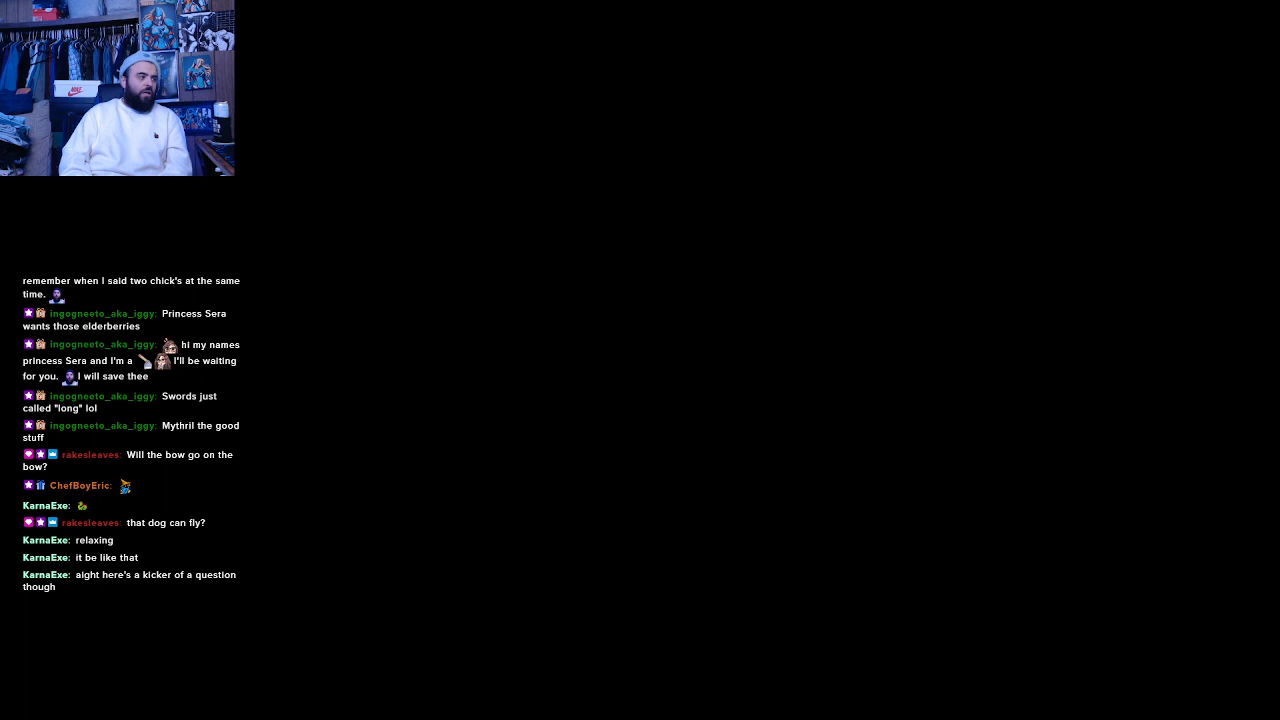 NIKE
remember when I said two chick's at the same
time.
ingogneeto_aka_iggy: Princess Sera
wants those elderberries
ingogneeto_aka_iggy: hi my names
princess Sera and I'm a I'll be waiting
for you. I will save thee
ingogneeto_aka_iggy: Swords just
called "long" lol
ingogneeto_aka_iggy: Mythril the good
stuff
rakesleaves: Will the bow go on the
bow?
ChefBoyEric:
KarnaExe:
rakesleaves: that dog can fly?
KarnaExe: relaxing
KarnaExe: it be like that
KarnaExe: aight here's a kicker of a question
though